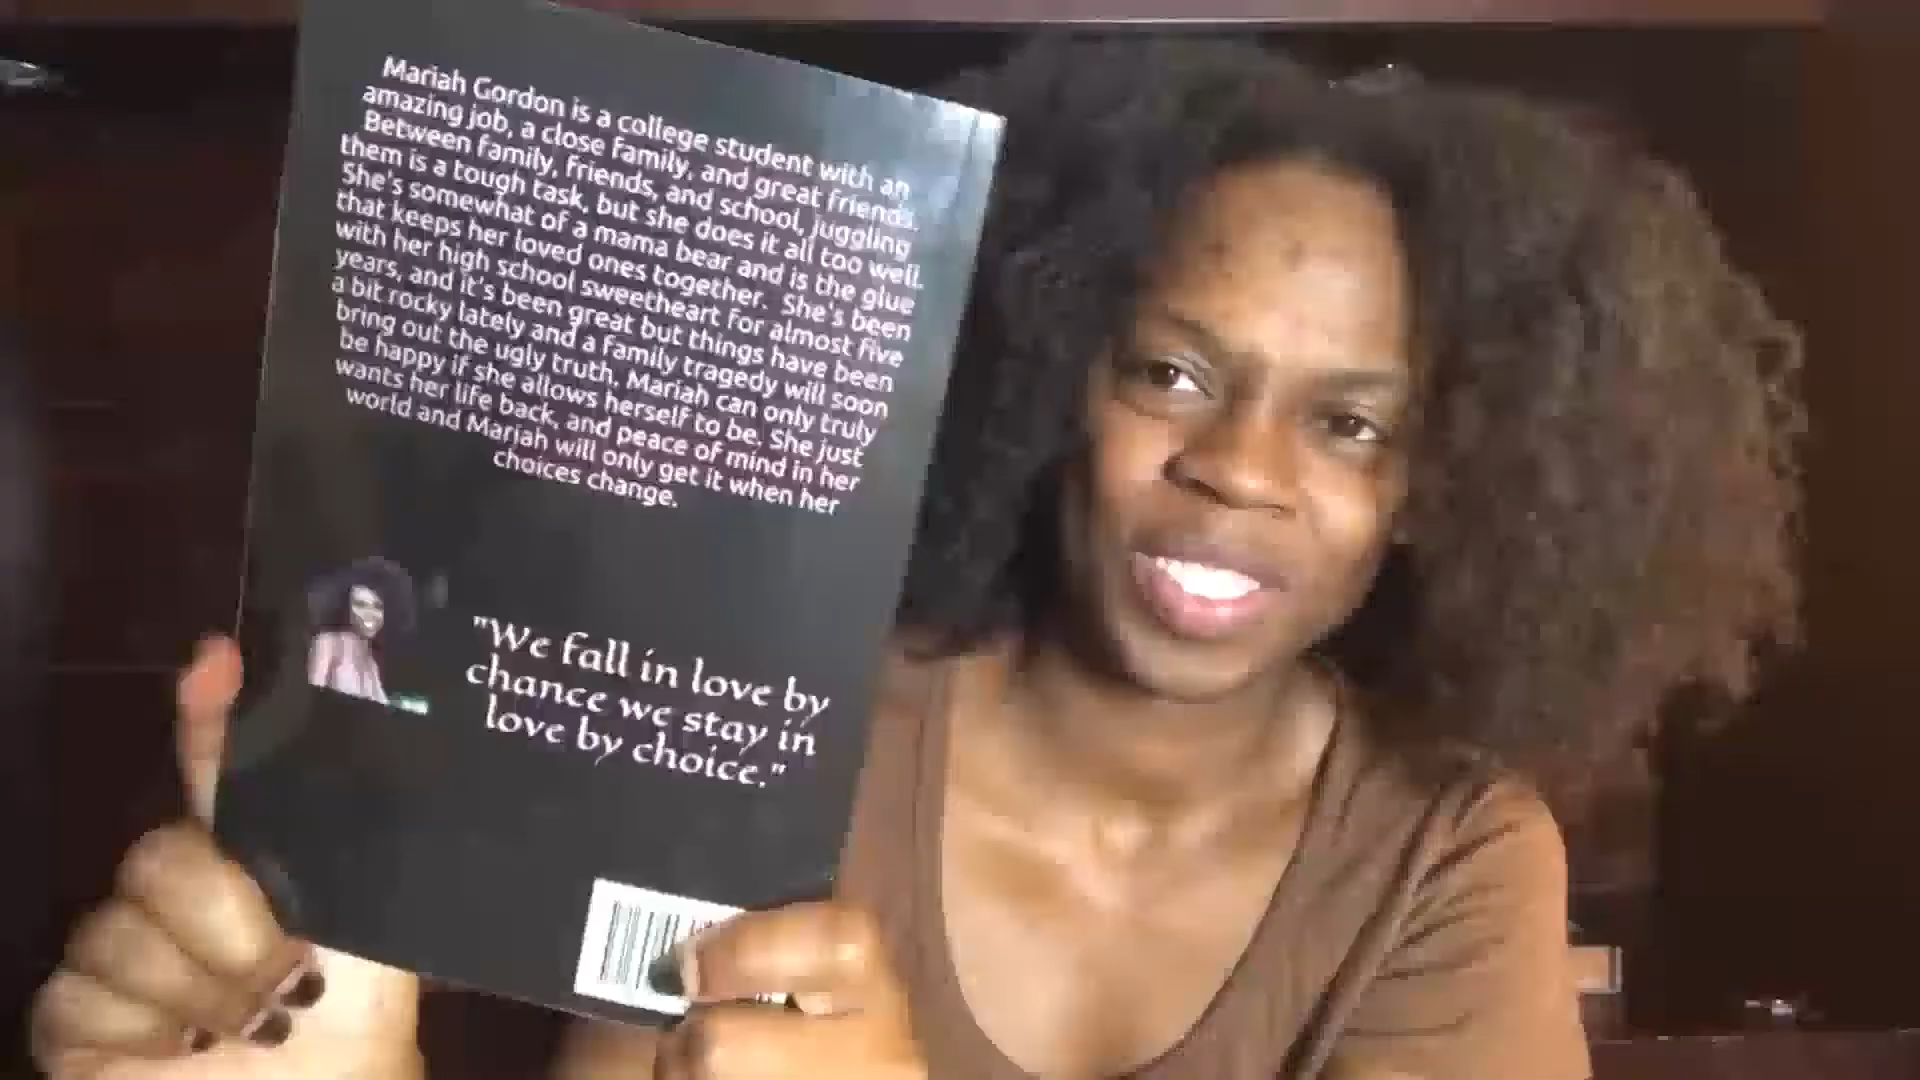 Mariah Gordon is a college student with an
amazing job, a close family, and great friends.
Between family, friends, and school, juggling
them is a tough task, but she does it all too well.
She's somewhat of a mama bear and is the glue
that keeps her loved ones together. She's been
with her high school sweetheart for almost five
years, and it's been great but things have been
a bit rocky lately and a family tragedy will soon
bring out the ugly truth. Mariah can only truly
be happy if she allows herself to be. She just
wants her life back, and peace of mind in her
world and Mariah will only get it when her
choices change.
"We fall in love by
chance we stay in
love by choice."